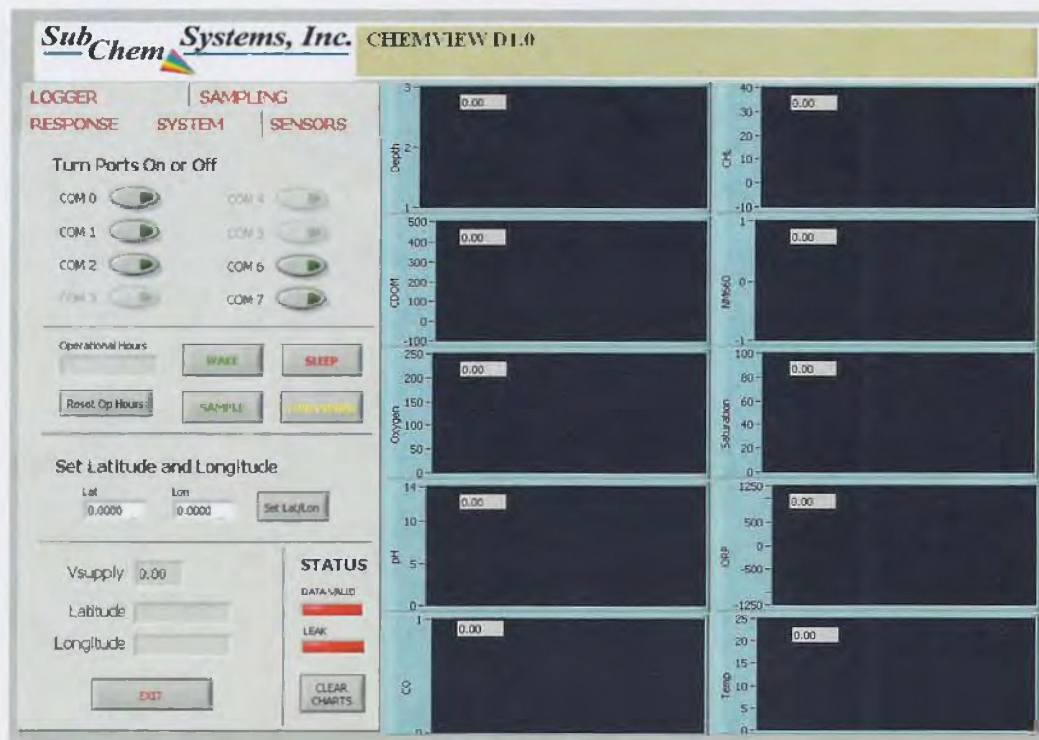 Sub Chem Systems, Inc. CHEMVIEW D1.0
LOGGER SAMPLING
RESPONSE SYSTEM SENSORS
Turn Ports On or Off
COM 0 COM 4
COM 1
COM 2 COM 6
COM 7
Operational Hours
WAKE SLEEP
Reset Op Hours SAMPLE
Set Latitude and Longitude
Lat Lon
0.0000 0.0000 Set Lat/Lon
Vsupply 0.00
Latitude
Longitude
EXIT
STATUS
DATA VALID
LEAK
CLEAR
CHARTS
Depth
3
2
1
0.00
CHL
40
30
20
10
0
-10
0.00
CDOM
500
400
300
200
100
0
-100
0.00
NM660
1
0
-1
0.00
Oxygen
250
200
150
100
50
0
0.00
Saturation
100
80
60
40
20
0
0.00
pH
14
10
5
0
0.00
ORP
1250
500
0
-500
-1250
0.00
CO
1
0
0.00
Temp
25
20
15
10
5
0.00